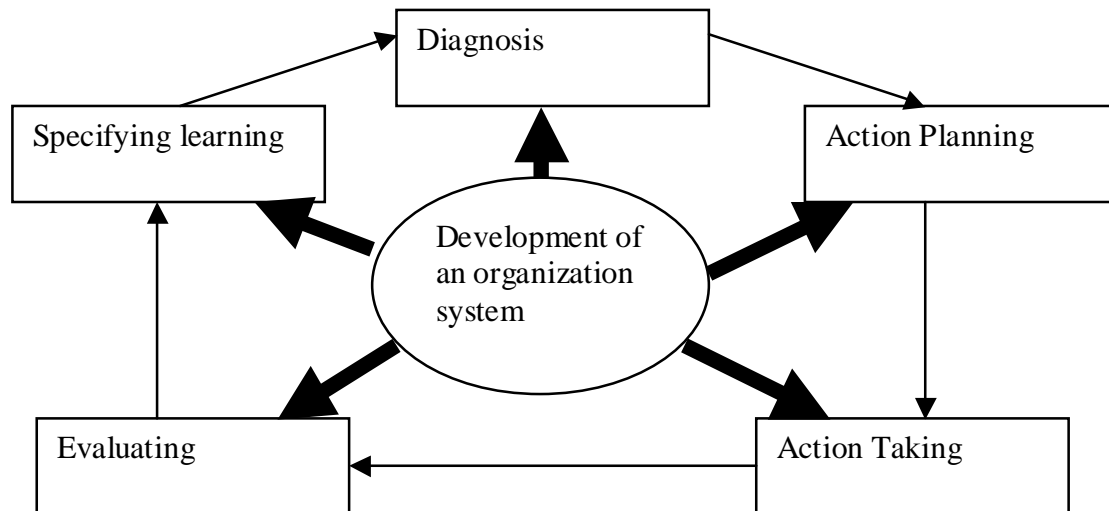 Diagnosis
Specifying learning
Action Planning
Development of
an organization
system
Evaluating
Action Taking